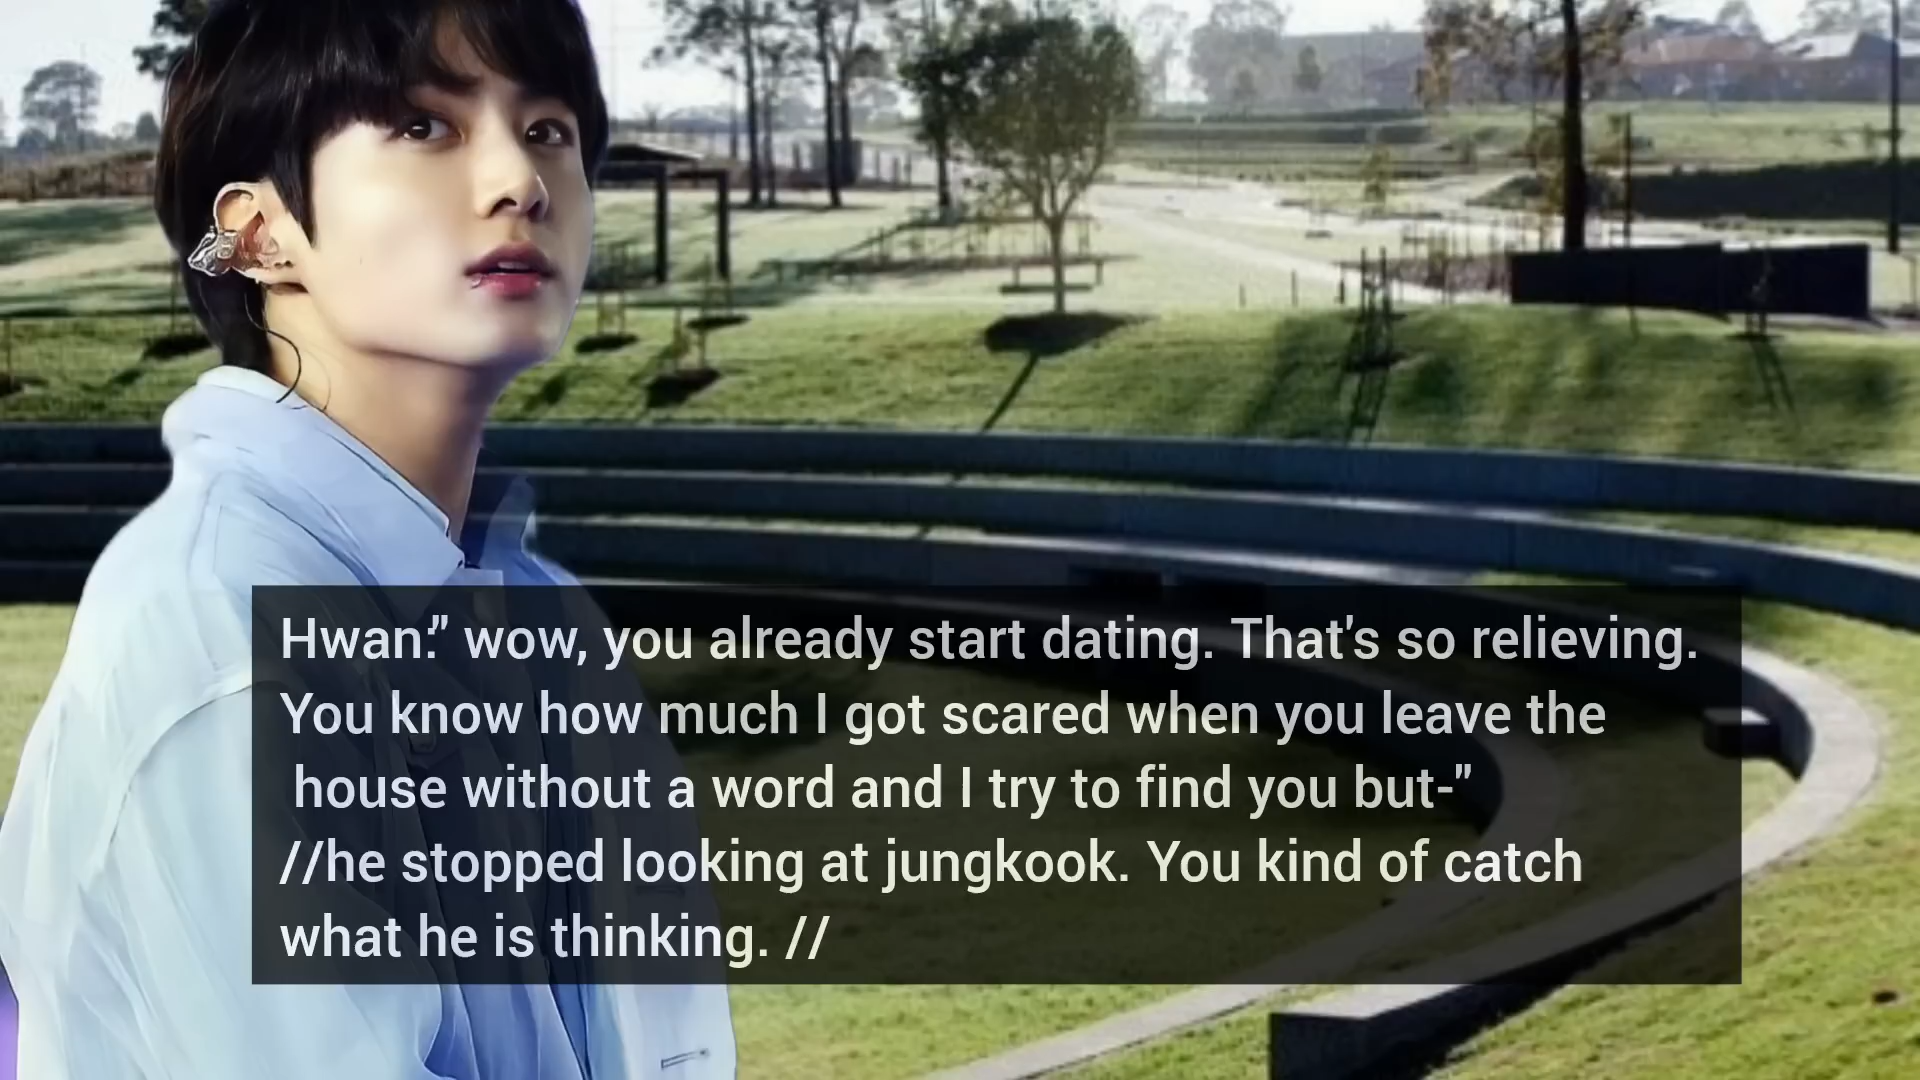 Hwan:" wow, you already start dating. That's so relieving.
You know how much I got scared when you leave the
house without a word and I try to find you but-"
//he stopped looking at jungkook. You kind of catch
what he is thinking. //